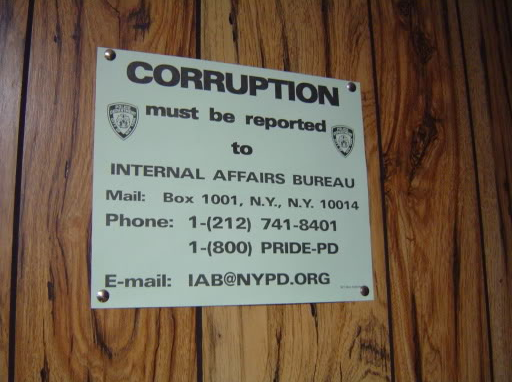 CORRUPTION
must be reported
to
INTERNAL AFFAIRS BUREAU
Mail: Box 1001, N.Y., N.Y. 10014
Phone: 1-(212) 741-8401
1-(800) PRIDE-PD
E-mail: IAB@NYPD.ORG